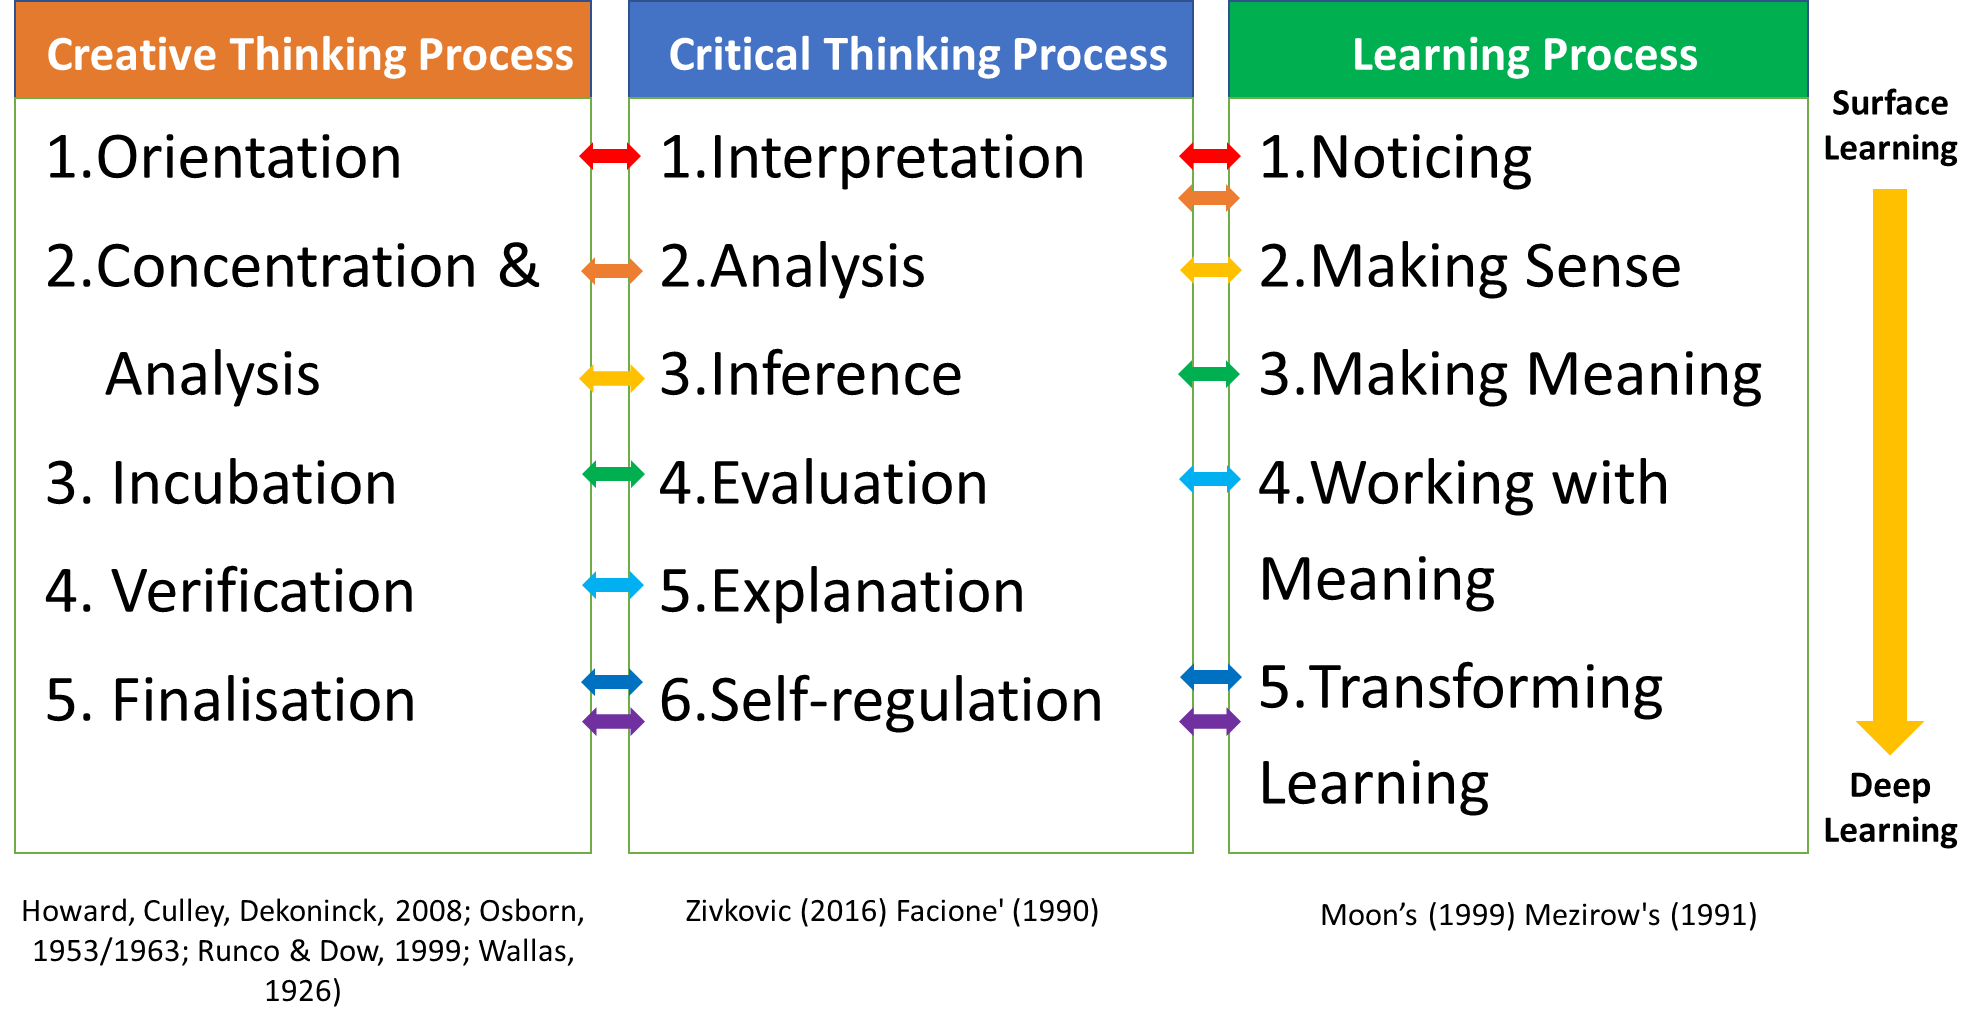 Creative Thinking Process
1.Orientation
2.Concentration &
Analysis
3. Incubation
4. Verification
5. Finalisation
Howard, Culley, Dekoninck, 2008; Osborn,
1953/1963; Runco & Dow, 1999; Wallas,
1926)
Critical Thinking Process
1.Interpretation
2.Analysis
3.Inference
4.Evaluation
5.Explanation
6.Self-regulation
Zivkovic (2016) Facione' (1990)
Learning Process
1.Noticing
2.Making Sense
3.Making Meaning
4.Working with
Meaning
5.Transforming
Learning
Moon’s (1999) Mezirow's (1991)
Surface
Learning
Deep
Learning